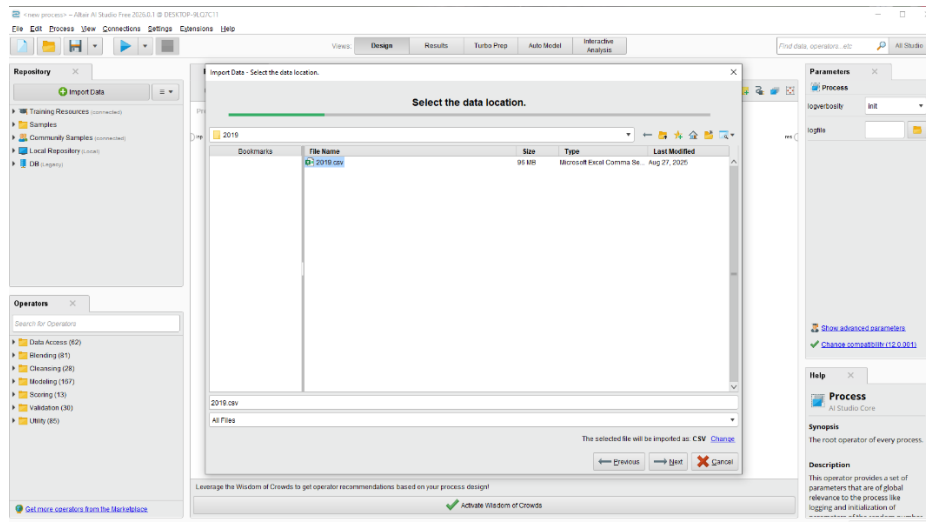 <new process> – Altair AI Studio Free 2026.0.1 @ DESKTOP-9LQ7C11
File Edit Process View Connections Settings Extensions Help
Views: Design Results Turbo Prep Auto Model Interactive Analysis
Find data, operators...etc
All Studio
Repository
Import Data
Training Resources (connected)
Samples
Community Samples (connected)
Local Repository (Local)
DB (Legacy)
Operators
Search for Operators
Data Access (62)
Blending (81)
Cleansing (28)
Modeling (167)
Scoring (13)
Validation (30)
Utility (85)
Get more operators from the Marketplace
Import Data - Select the data location.
Select the data location.
2019
Bookmarks
File Name Size Type Last Modified
2019.csv 96 MB Microsoft Excel Comma Se... Aug 27, 2025
2019.csv
All Files
The selected file will be imported as: CSV Change
Previous Next Cancel
Leverage the Wisdom of Crowds to get operator recommendations based on your process design!
Activate Wisdom of Crowds
Parameters
Process
logverbosity init
logfile
Show advanced parameters
Change compatibility (12.0.001)
Help
Process
AI Studio Core
Synopsis
The root operator of every process.
Description
This operator provides a set of
parameters that are of global
relevance to the process like
logging and initialization of